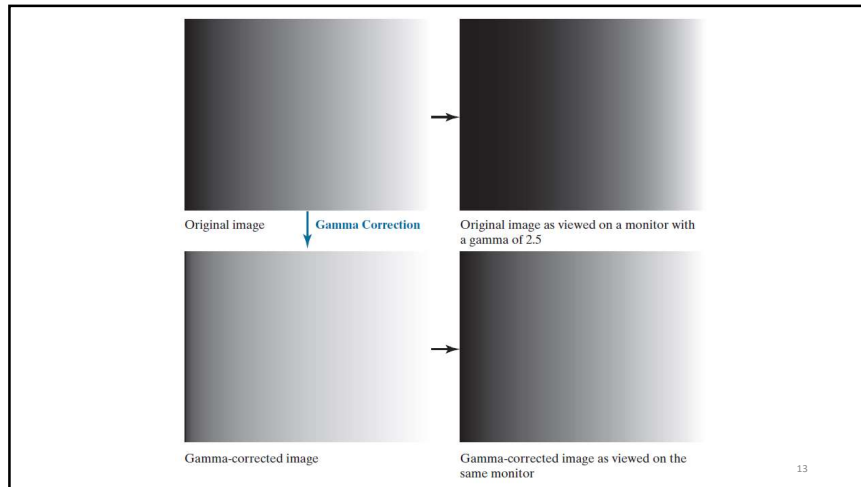 Original image
Gamma Correction
Original image as viewed on a monitor with
a gamma of 2.5
Gamma-corrected image
Gamma-corrected image as viewed on the
same monitor
13